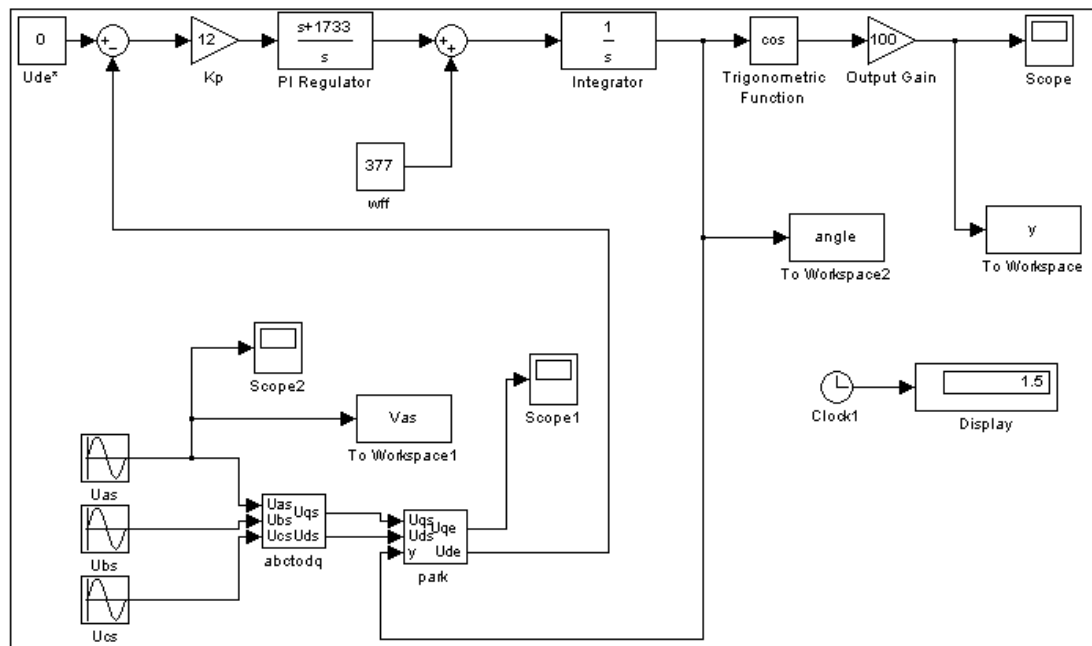 0
Ude*
+
−
12
Kp
s+1733
s
PI Regulator
+
+
377
wff
1
s
Integrator
cos
Trigonometric
Function
100
Output Gain
Scope
angle
To Workspace2
y
To Workspace
Scope2
Vas
To Workspace1
Scope1
Clock1
1.5
Display
Uas
Ubs
Ucs
Uas
Ubs
Ucs
Uqs
Uds
abctodq
Uqs
Uds
y
Uqe
Ude
park